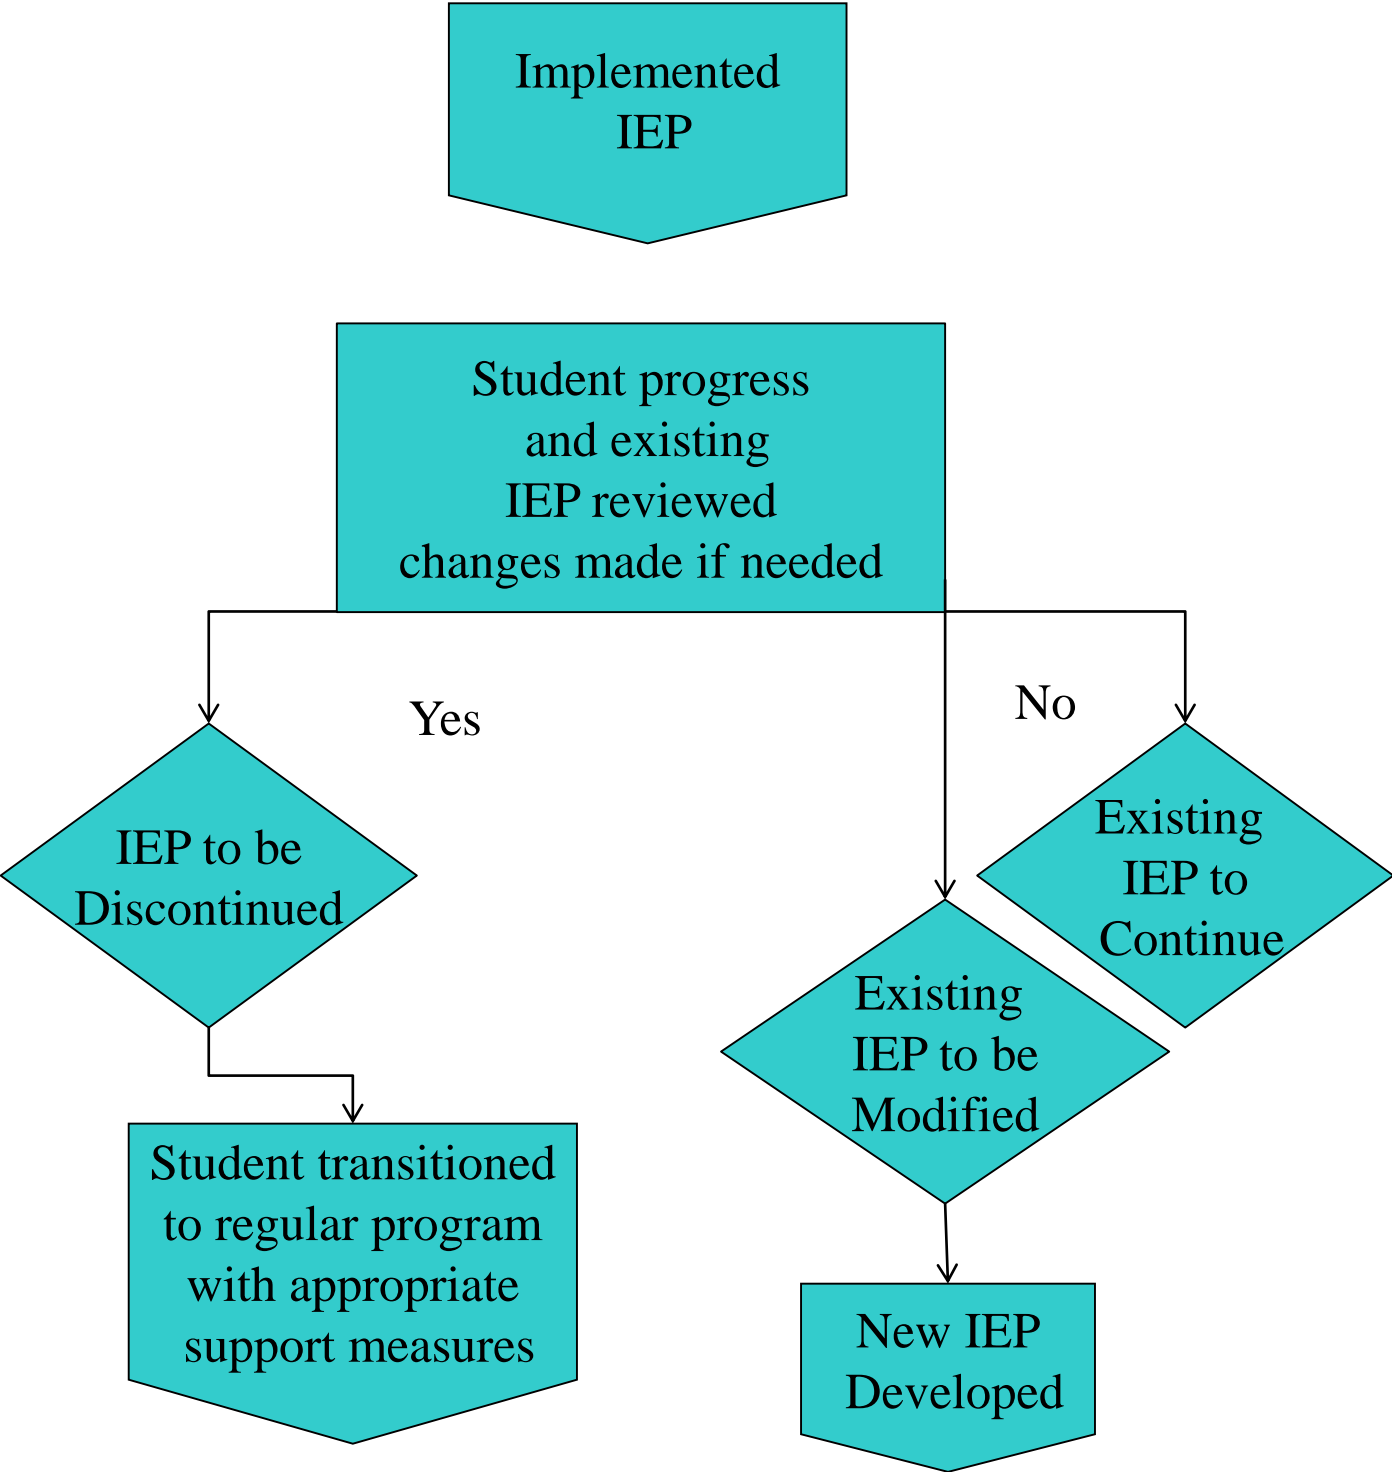 Implemented
IEP
Student progress
and existing
IEP reviewed
changes made if needed
Yes
No
IEP to be
Discontinued
Existing
IEP to
Continue
Existing
IEP to be
Modified
Student transitioned
to regular program
with appropriate
support measures
New IEP
Developed